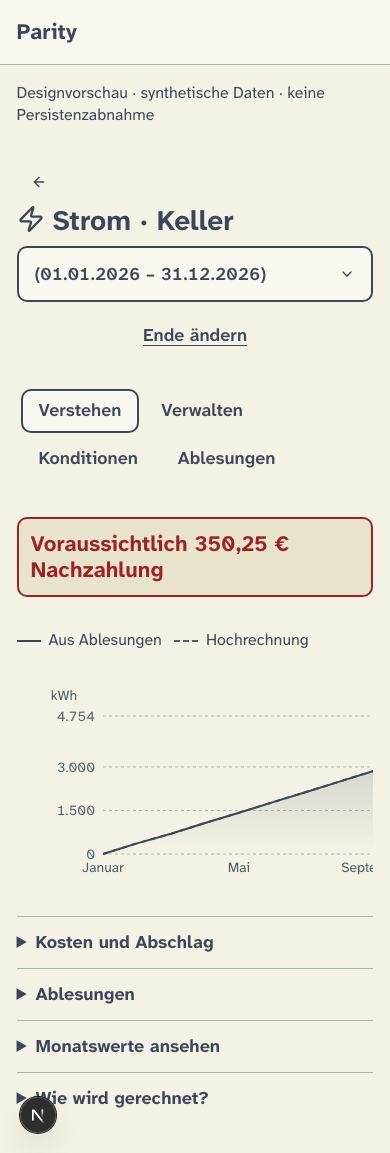 Parity
Designvorschau · synthetische Daten · keine
Persistenzabnahme
←
Strom · Keller
(01.01.2026 – 31.12.2026)
Ende ändern
Verstehen Verwalten
Konditionen Ablesungen
Voraussichtlich 350,25 €
Nachzahlung
Aus Ablesungen Hochrechnung
kWh
4.754
3.000
1.500
0
Januar Mai Septe
Kosten und Abschlag
Ablesungen
Monatswerte ansehen
Wie wird gerechnet?
N